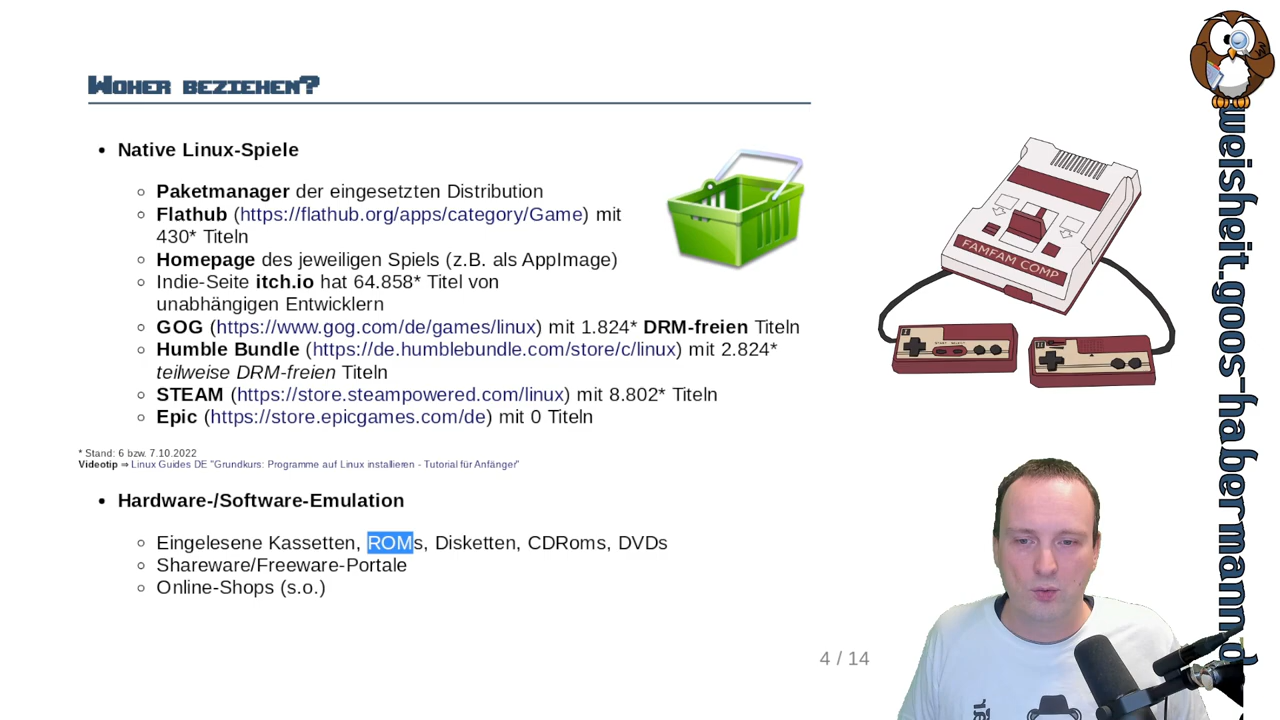 Woher beziehen?
• Native Linux-Spiele
◦ Paketmanager der eingesetzten Distribution
◦ Flathub (https://flathub.org/apps/category/Game) mit
430* Titeln
◦ Homepage des jeweiligen Spiels (z.B. als AppImage)
◦ Indie-Seite itch.io hat 64.858* Titel von
unabhängigen Entwicklern
◦ GOG (https://www.gog.com/de/games/linux) mit 1.824* DRM-freien Titeln
◦ Humble Bundle (https://de.humblebundle.com/store/c/linux) mit 2.824*
teilweise DRM-freien Titeln
◦ STEAM (https://store.steampowered.com/linux) mit 8.802* Titeln
◦ Epic (https://store.epicgames.com/de) mit 0 Titeln
* Stand: 6 bzw. 7.10.2022
Videotip ⇒ Linux Guides DE "Grundkurs: Programme auf Linux installieren - Tutorial für Anfänger"
• Hardware-/Software-Emulation
◦ Eingelesene Kassetten, ROMs, Disketten, CDRoms, DVDs
◦ Shareware/Freeware-Portale
◦ Online-Shops (s.o.)
4 / 14
FAMFAM COMP
weisheit.goos-habermann.d